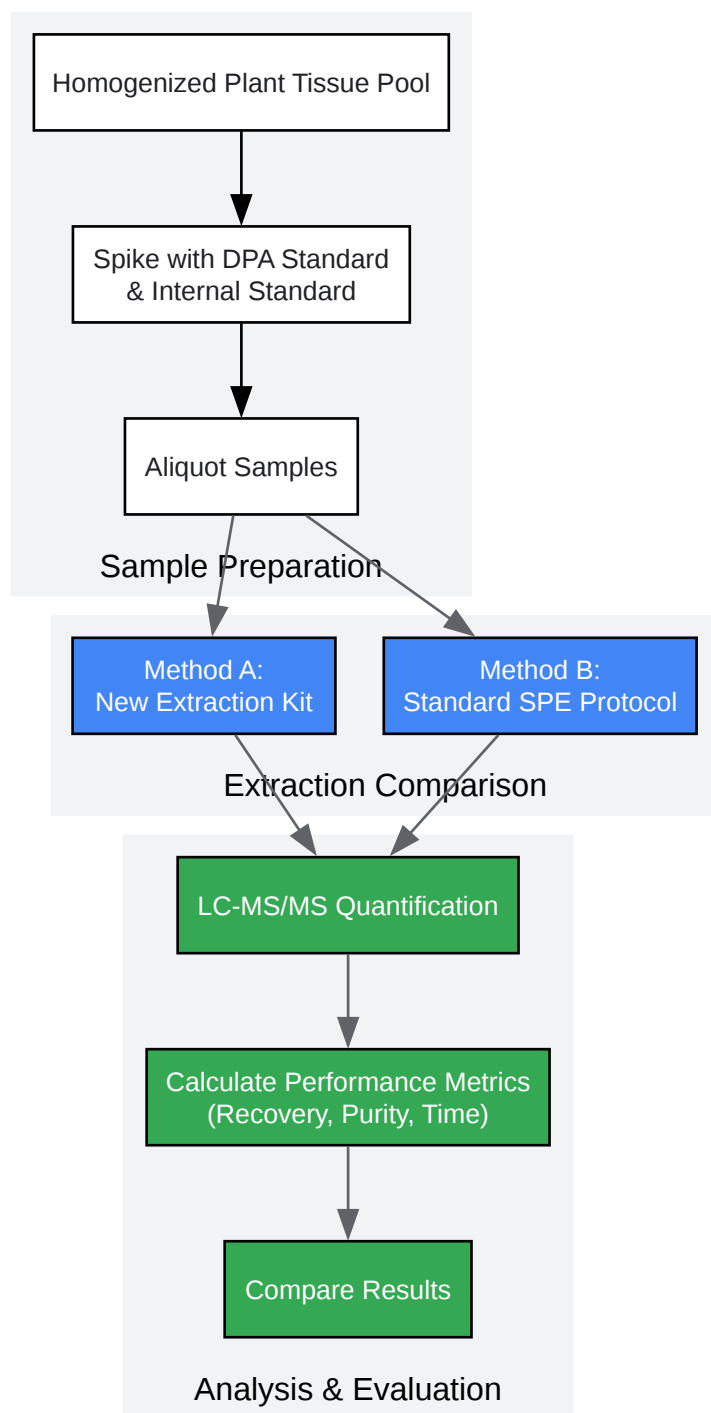 Homogenized Plant Tissue Pool
Spike with DPA Standard
& Internal Standard
Aliquot Samples
Sample Preparation
Method A:
New Extraction Kit
Method B:
Standard SPE Protocol
Extraction Comparison
LC-MS/MS Quantification
Calculate Performance Metrics
(Recovery, Purity, Time)
Compare Results
Analysis & Evaluation